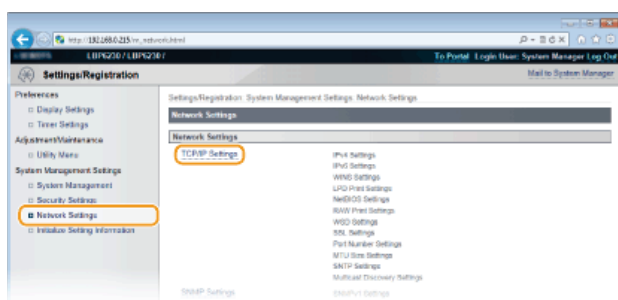 http://192.168.0.215/m_network.html
LBP6230 / LBP6230 /
To Portal Login User: System Manager Log Out
Settings/Registration
Mail to System Manager
Preferences
Display Settings
Timer Settings
Adjustment/Maintenance
Utility Menu
System Management Settings
System Management
Security Settings
Network Settings
Initialize Setting Information
Settings/Registration: System Management Settings: Network Settings
Network Settings
Network Settings
TCP/IP Settings
IPv4 Settings
IPv6 Settings
WINS Settings
LPD Print Settings
NetBIOS Settings
RAW Print Settings
WSD Settings
SSL Settings
Port Number Settings
MTU Size Settings
SNTP Settings
Multicast Discovery Settings
SNMP Settings
SNMPv1 Settings